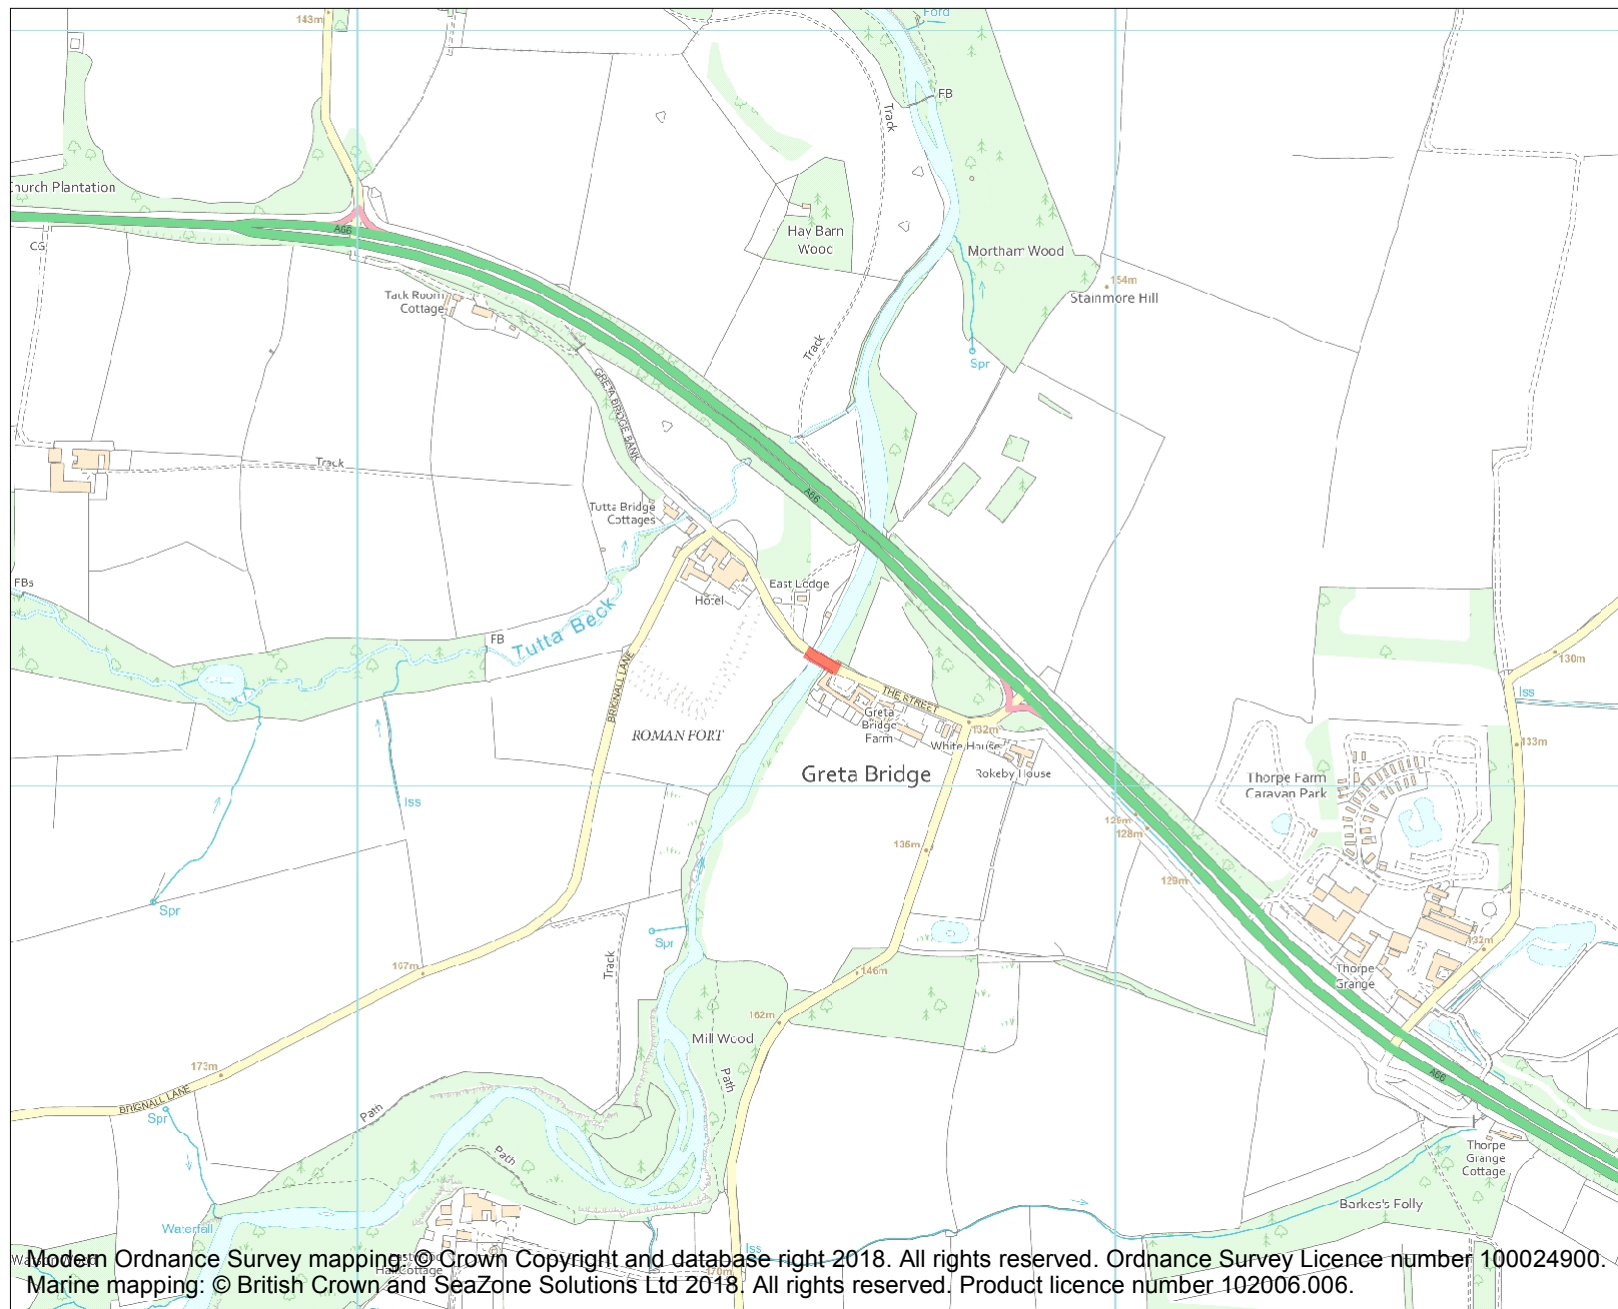 143m
Ford
FB
Track
Church Plantation
A66
CG
Hay Barn
Wood
Mortham Wood
154m
Stainmore Hill
Tack Room
Cottage
Track
Spr
GRETA BRIDGE BANK
Track
A66
Tutta Bridge
Cottages
FBs
East Lodge
Hotel
Tutta Beck
FB
130m
BRIGNALL LANE
Iss
THE STREET
ROMAN FORT
Greta
Bridge
Farm
132m
White House
133m
Greta Bridge
Rokeby House
Thorpe Farm
Caravan Park
Iss
129m
128m
136m
129m
Spr
Spr
132m
Track
167m
146m
Thorpe
Grange
162m
Mill Wood
173m
Path
A66
BRIGNALL LANE
Path
Spr
Path
Thorpe
Grange
Cottage
Barkes's Folly
Waterfall
Iss
170m
Modern Ordnance Survey mapping: © Crown Copyright and database right 2018. All rights reserved. Ordnance Survey Licence number 100024900.
Marine mapping: © British Crown and SeaZone Solutions Ltd 2018. All rights reserved. Product licence number 102006.006.